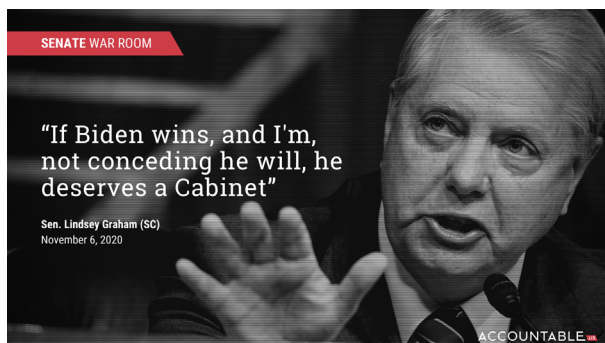 SENATE WAR ROOM
“If Biden wins, and I'm,
not conceding he will, he
deserves a Cabinet”
Sen. Lindsey Graham (SC)
November 6, 2020
ACCOUNTABLE.US